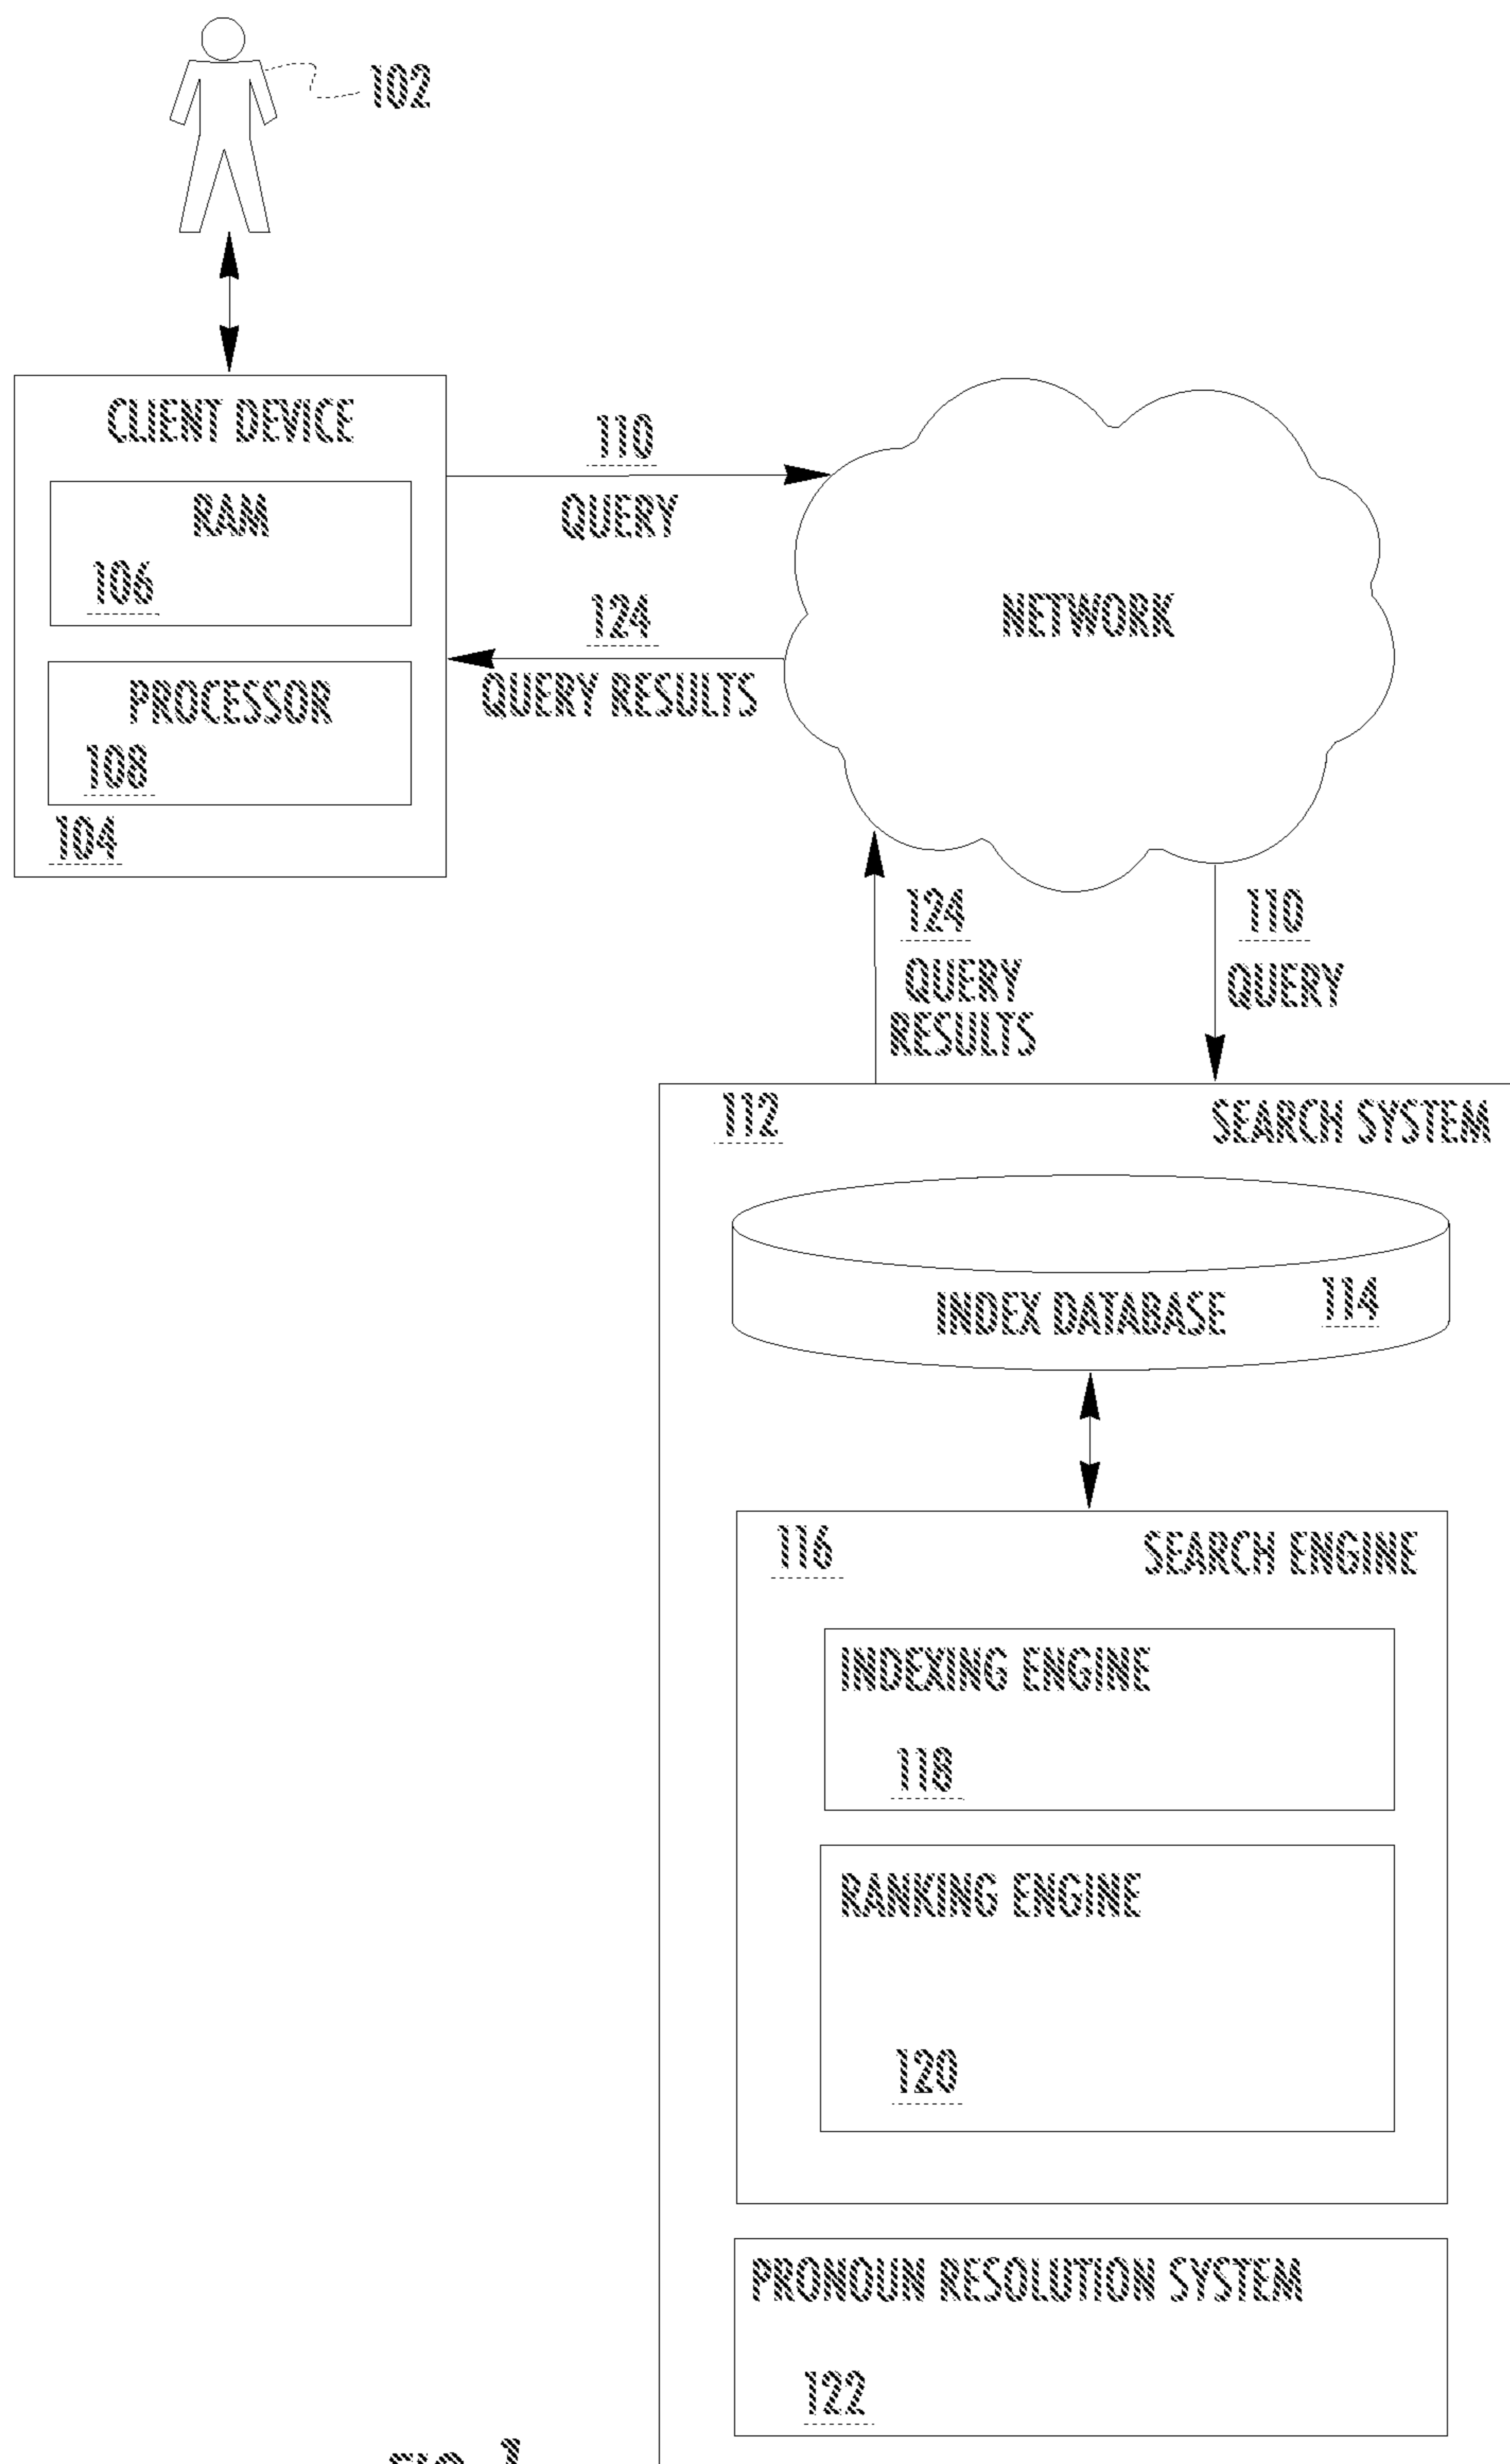 102
CLIENT DEVICE
RAM
106
PROCESSOR
108
104
110
QUERY
124
QUERY RESULTS
NETWORK
124
QUERY
RESULTS
110
QUERY
112
SEARCH SYSTEM
INDEX DATABASE
114
116
SEARCH ENGINE
INDEXING ENGINE
118
RANKING ENGINE
120
PRONOUN RESOLUTION SYSTEM
122
FIG. 1